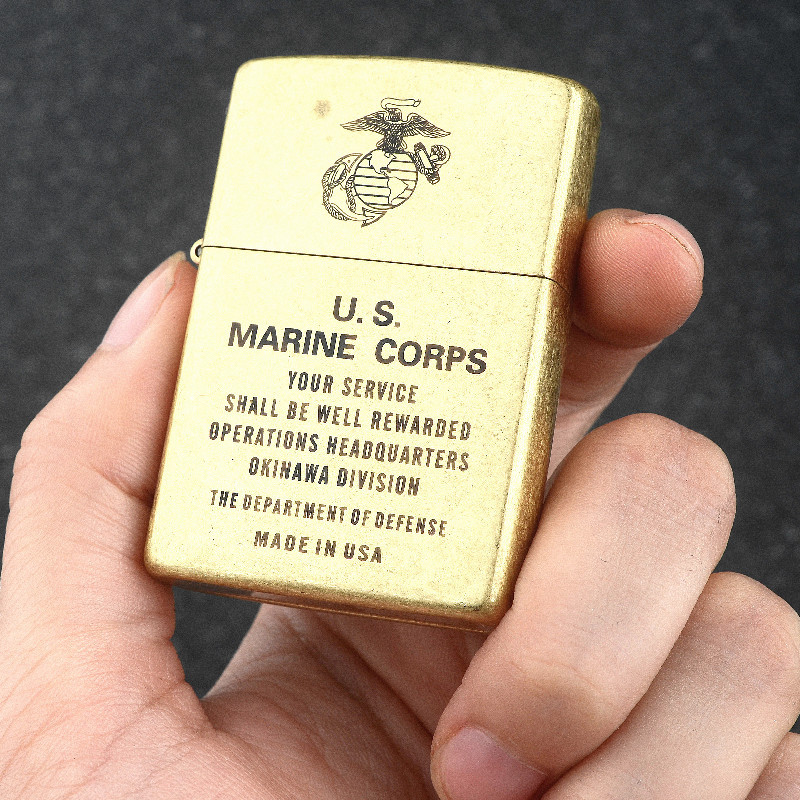 U.S.
MARINE CORPS
YOUR SERVICE
SHALL BE WELL REWARDED
OPERATIONS HEADQUARTERS
OKINAWA DIVISION
THE DEPARTMENT OF DEFENSE
MADE IN USA